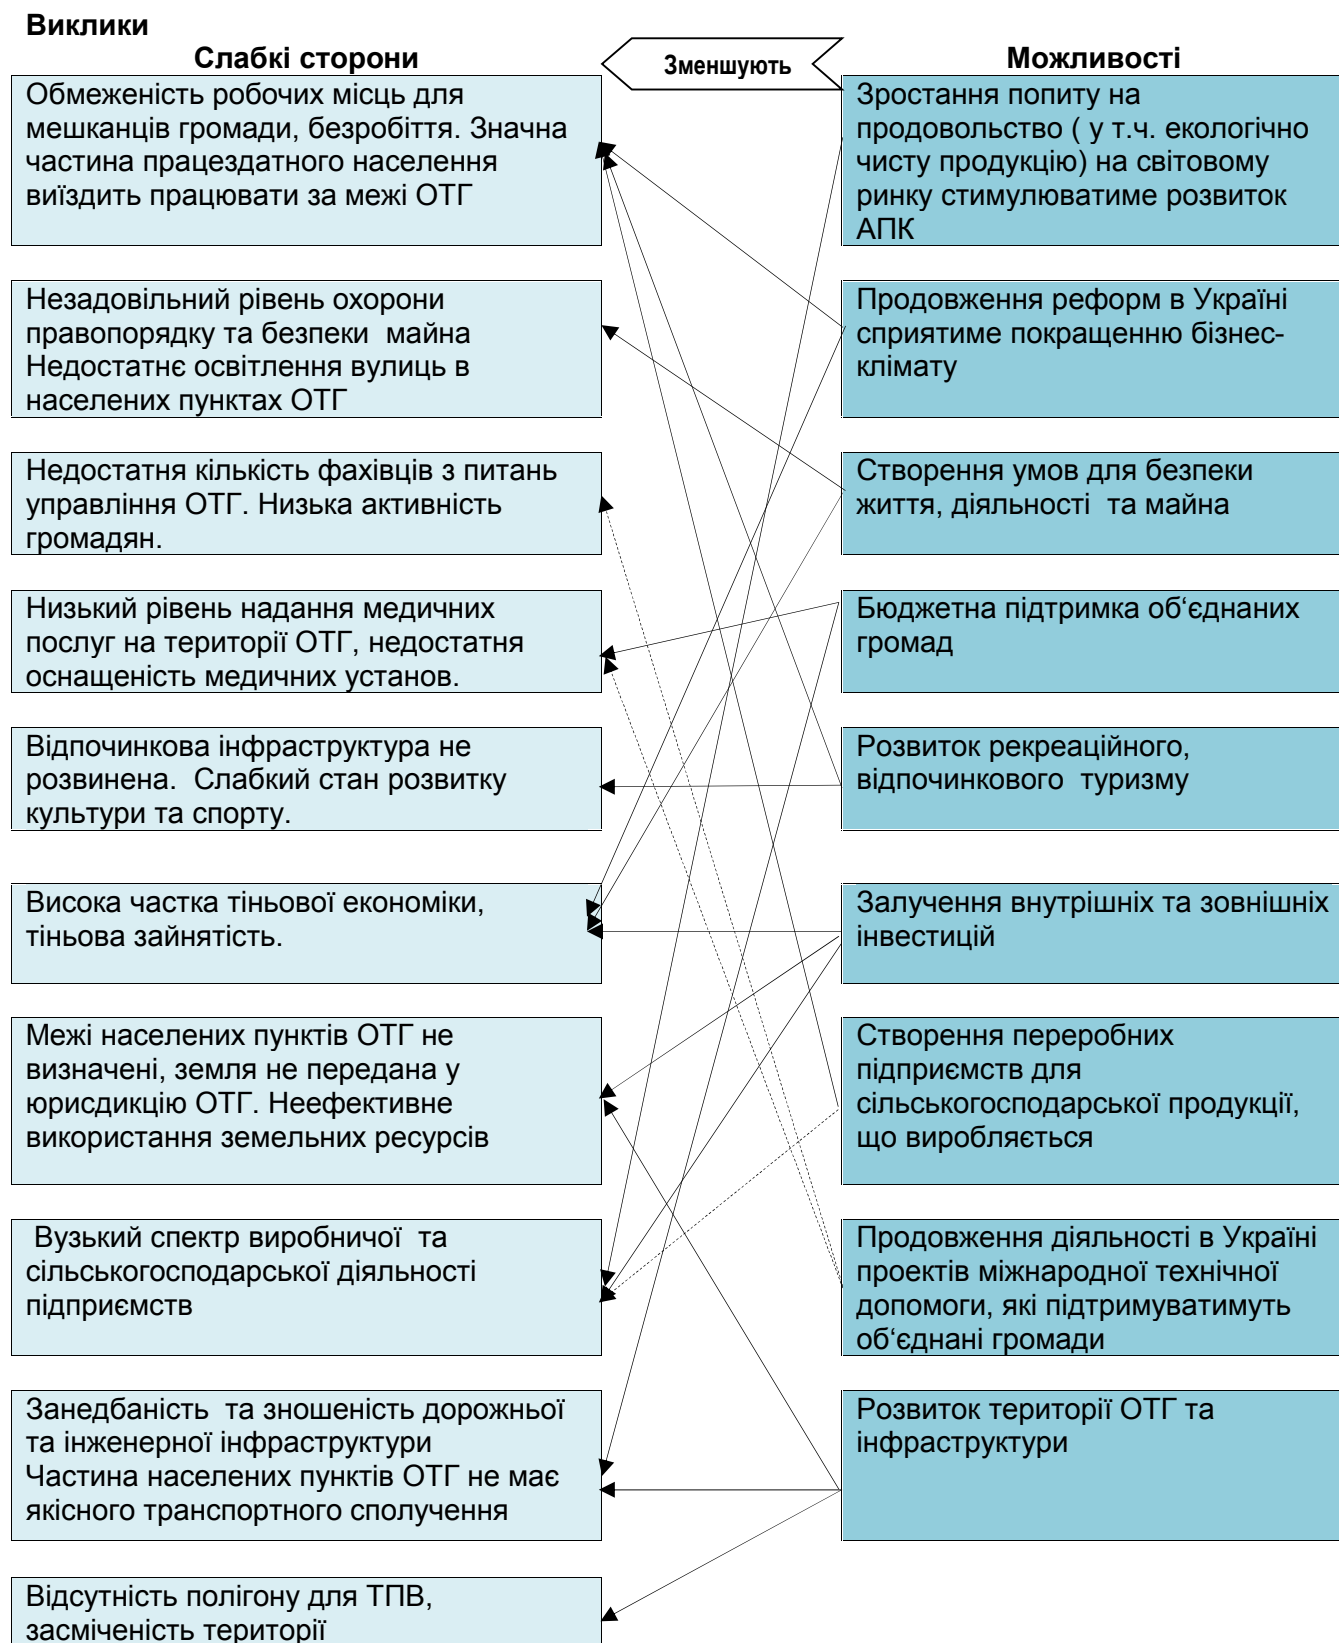 Виклики
Слабкі сторони
Зменшують
Можливості
Обмеженість робочих місць для
мешканців громади, безробіття. Значна
частина працездатного населення
виїздить працювати за межі ОТГ
Незадовільний рівень охорони
правопорядку та безпеки майна
Недостатнє освітлення вулиць в
населених пунктах ОТГ
Недостатня кількість фахівців з питань
управління ОТГ. Низька активність
громадян.
Низький рівень надання медичних
послуг на території ОТГ, недостатня
оснащеність медичних установ.
Відпочинкова інфраструктура не
розвинена. Слабкий стан розвитку
культури та спорту.
Висока частка тіньової економіки,
тіньова зайнятість.
Межі населених пунктів ОТГ не
визначені, земля не передана у
юрисдикцію ОТГ. Неефективне
використання земельних ресурсів
Вузький спектр виробничої та
сільськогосподарської діяльності
підприємств
Занедбаність та зношеність дорожньої
та інженерної інфраструктури
Частина населених пунктів ОТГ не має
якісного транспортного сполучення
Відсутність полігону для ТПВ,
засміченість території
Зростання попиту на
продовольство ( у т.ч. екологічно
чисту продукцію) на світовому
ринку стимулюватиме розвиток
АПК
Продовження реформ в Україні
сприятиме покращенню бізнес-
клімату
Створення умов для безпеки
життя, діяльності та майна
Бюджетна підтримка об‘єднаних
громад
Розвиток рекреаційного,
відпочинкового туризму
Залучення внутрішніх та зовнішніх
інвестицій
Створення переробних
підприємств для
сільськогосподарської продукції,
що виробляється
Продовження діяльності в Україні
проектів міжнародної технічної
допомоги, які підтримуватимуть
об‘єднані громади
Розвиток території ОТГ та
інфраструктури